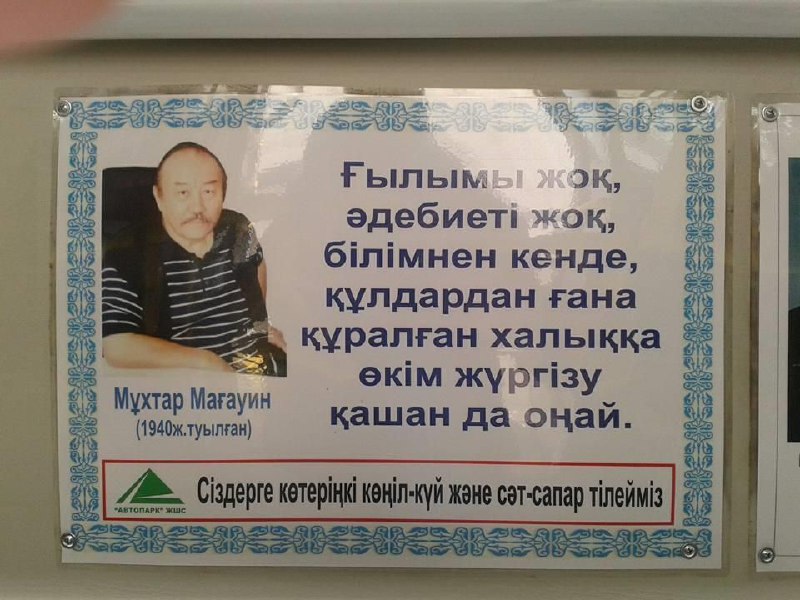 Ғылымы жоқ,
әдебиеті жоқ,
білімнен кенде,
құлдардан ғана
құралған халыққа
өкім жүргізу
қашан да оңай.
Мұхтар Мағауин
(1940ж.туылған)
Сіздерге көтеріңкі көңіл-күй және сәт-сапар тілейміз
"АВТОПАРК" ЖШС